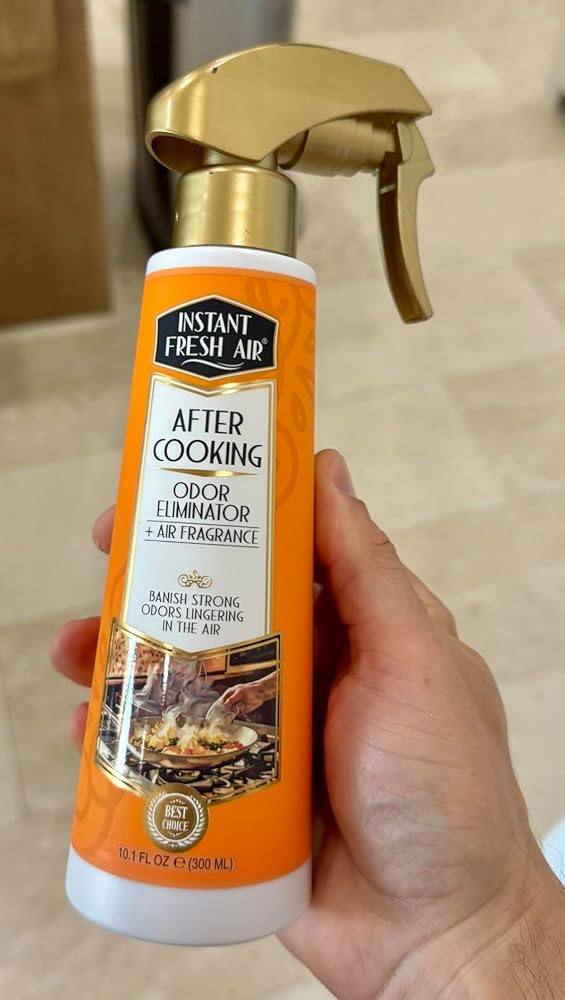 INSTANT
FRESH AIR®
AFTER
COOKING
ODOR
ELIMINATOR
+ AIR FRAGRANCE
BANISH STRONG
ODORS LINGERING
IN THE AIR
BEST
CHOICE
10.1 FL OZ ℮ (300 ML)